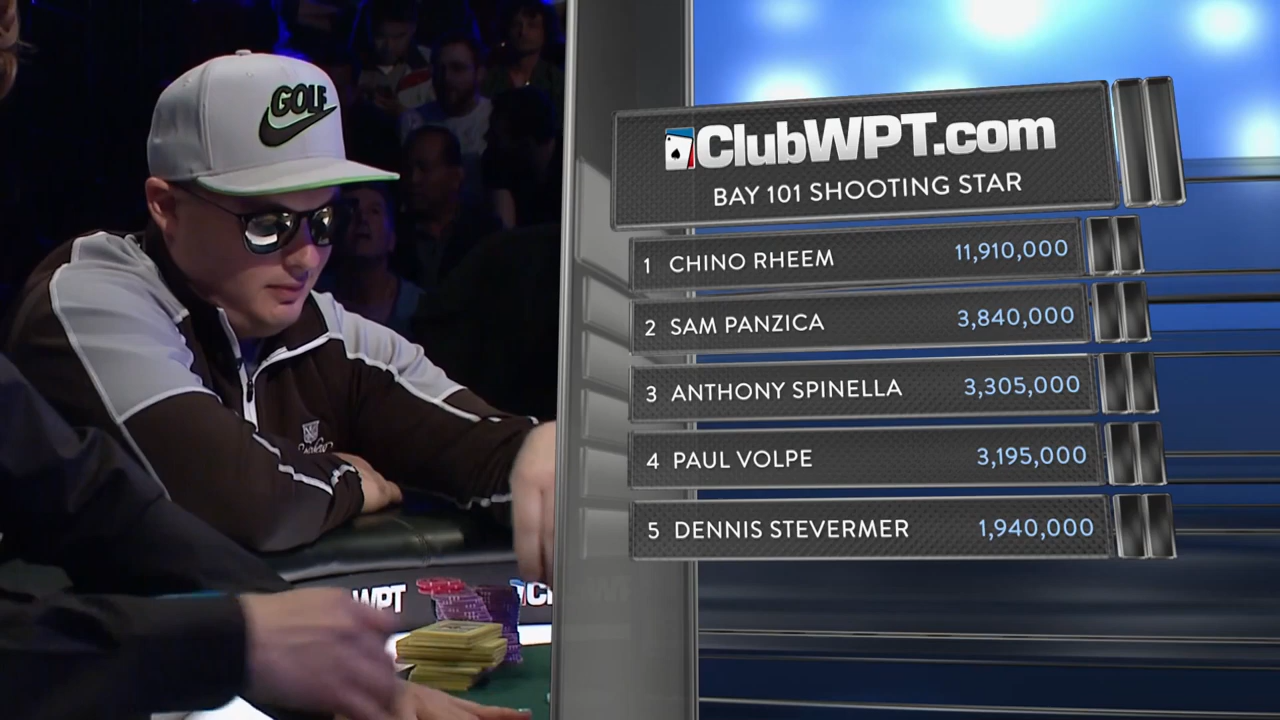 GOLF
ClubWPT.com
BAY 101 SHOOTING STAR
1 CHINO RHEEM 11,910,000
2 SAM PANZICA 3,840,000
3 ANTHONY SPINELLA 3,305,000
4 PAUL VOLPE 3,195,000
5 DENNIS STEVERMER 1,940,000
WPT